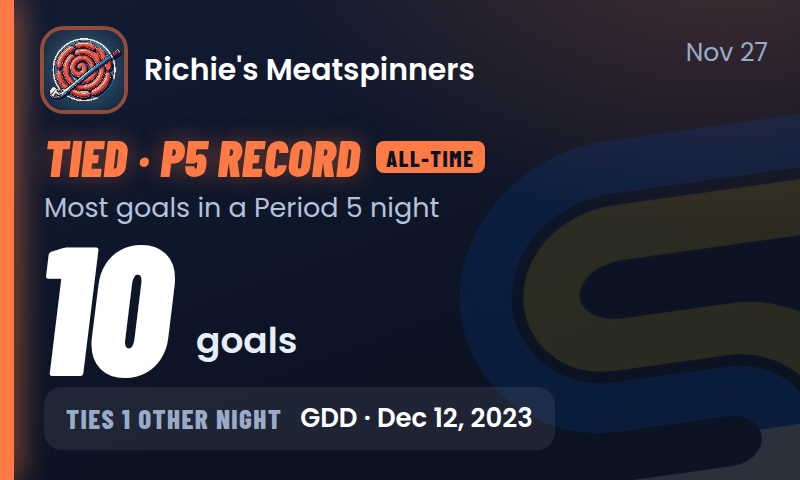 Richie's Meatspinners
Nov 27
TIED · P5 RECORD
ALL-TIME
Most goals in a Period 5 night
10 goals
TIES 1 OTHER NIGHT GDD · Dec 12, 2023